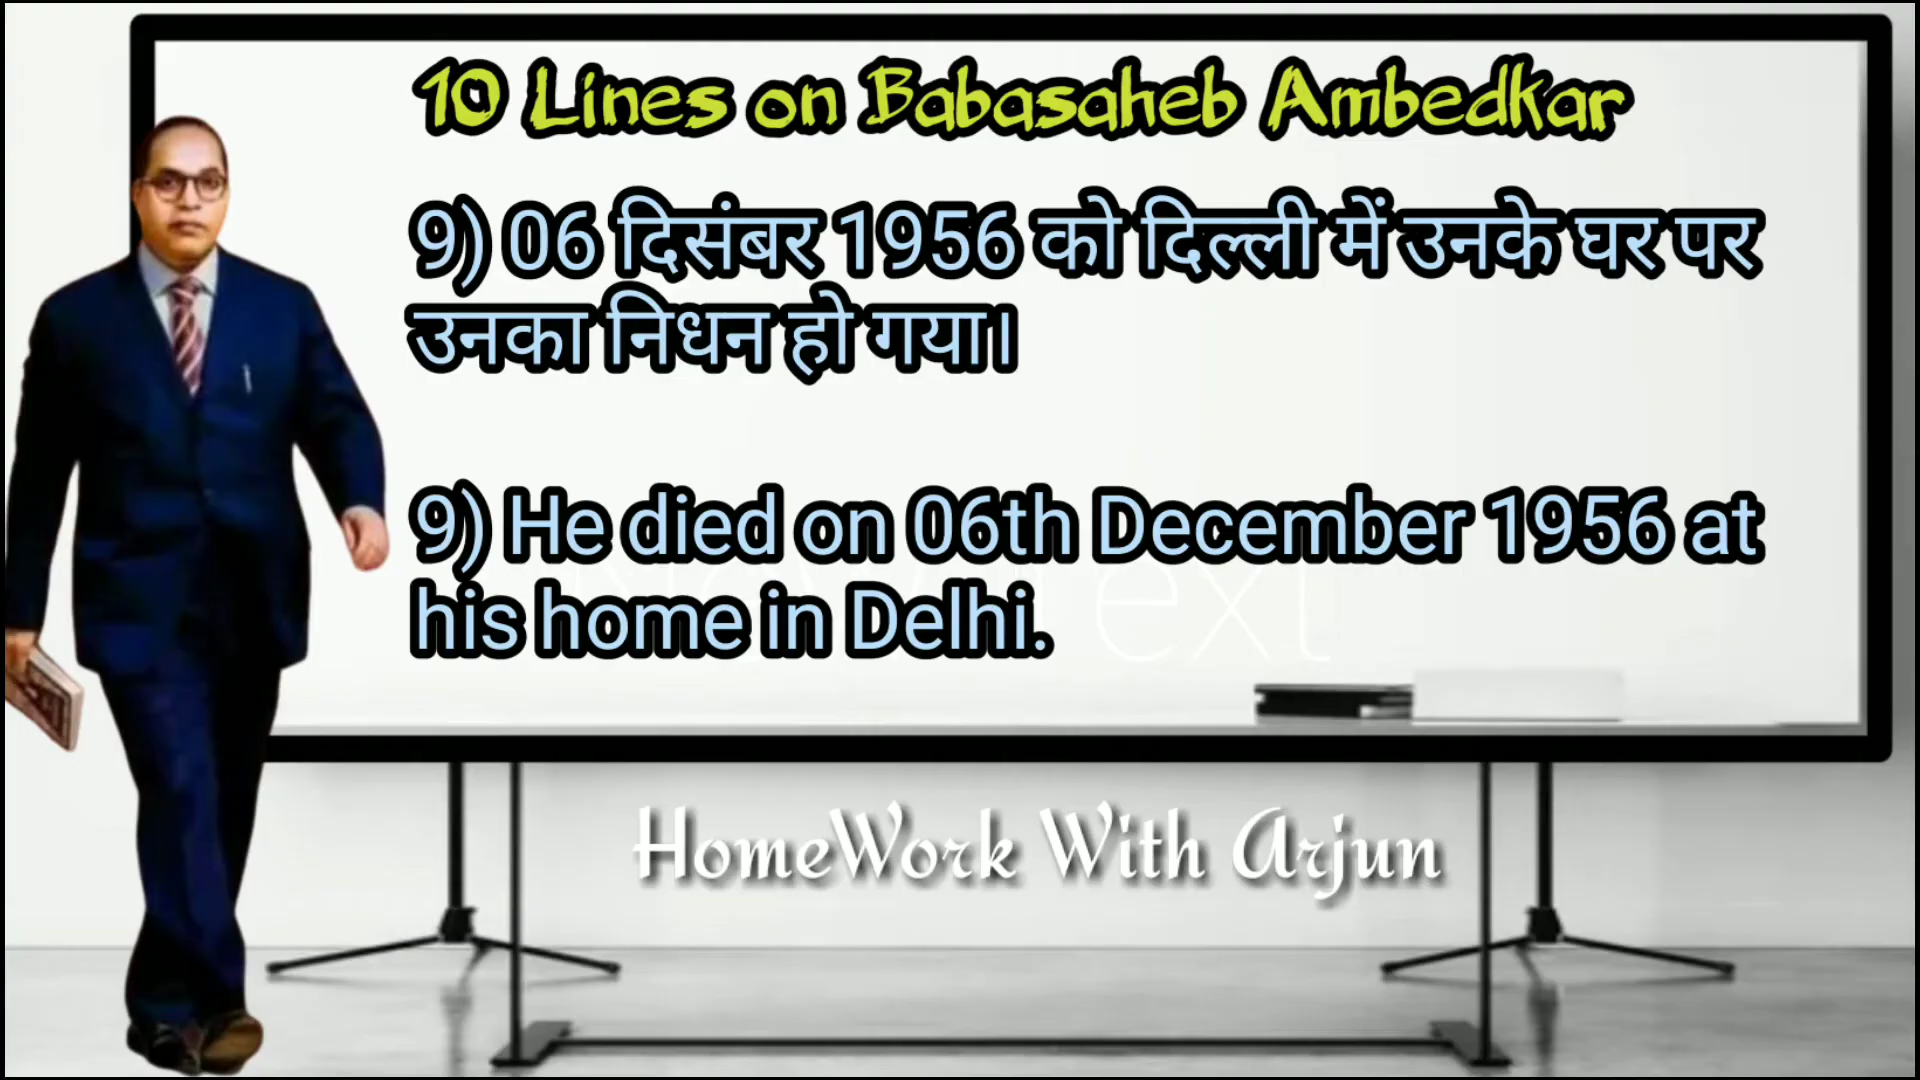 10 Lines on Babasaheb Ambedkar
9) 06 दिसंबर 1956 को दिल्ली में उनके घर पर
उनका निधन हो गया।
9) He died on 06th December 1956 at
his home in Delhi.
HomeWork With Arjun